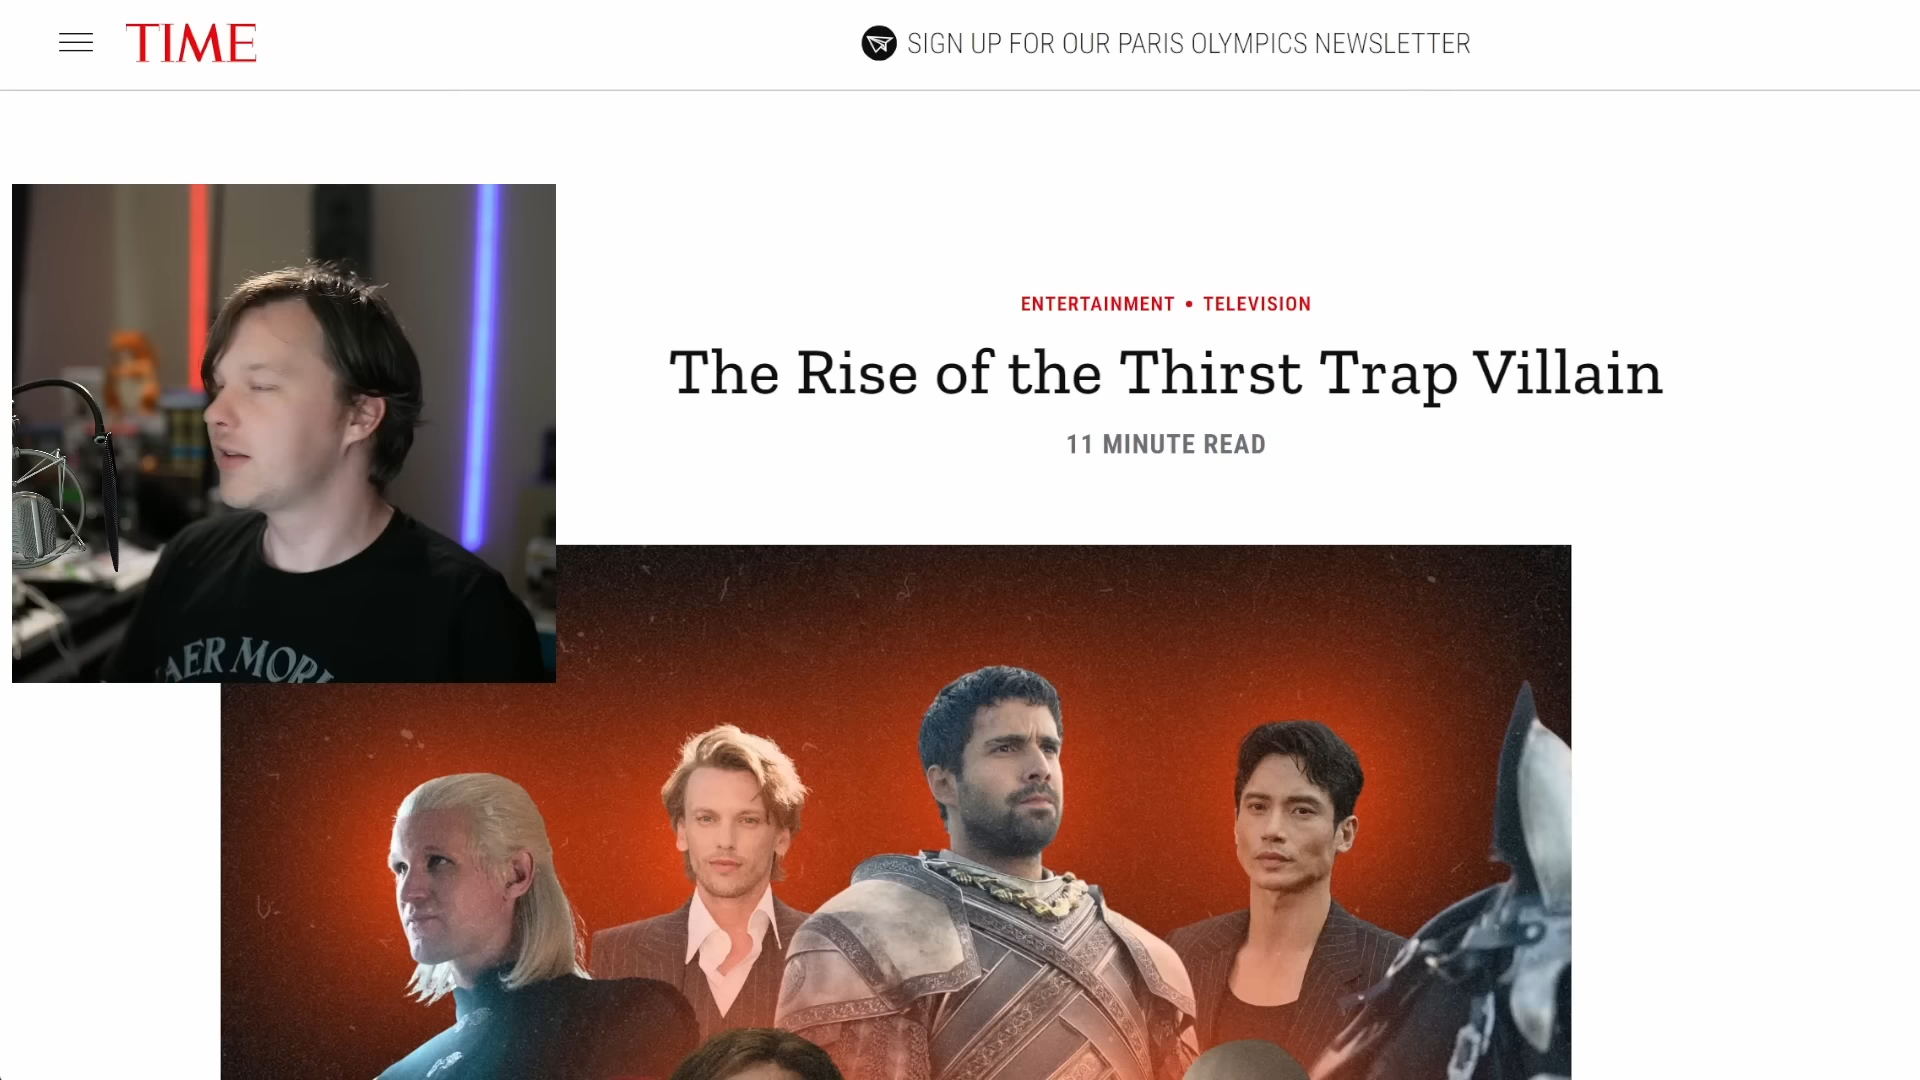 TIME
SIGN UP FOR OUR PARIS OLYMPICS NEWSLETTER
ENTERTAINMENT • TELEVISION
The Rise of the Thirst Trap Villain
11 MINUTE READ